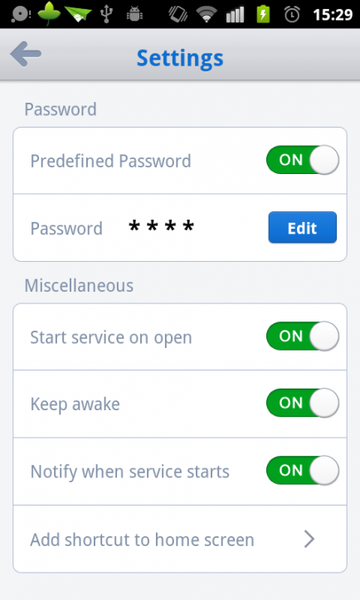 15:29
Settings
Password
Predefined Password ON
Password **** Edit
Miscellaneous
Start service on open ON
Keep awake ON
Notify when service starts ON
Add shortcut to home screen